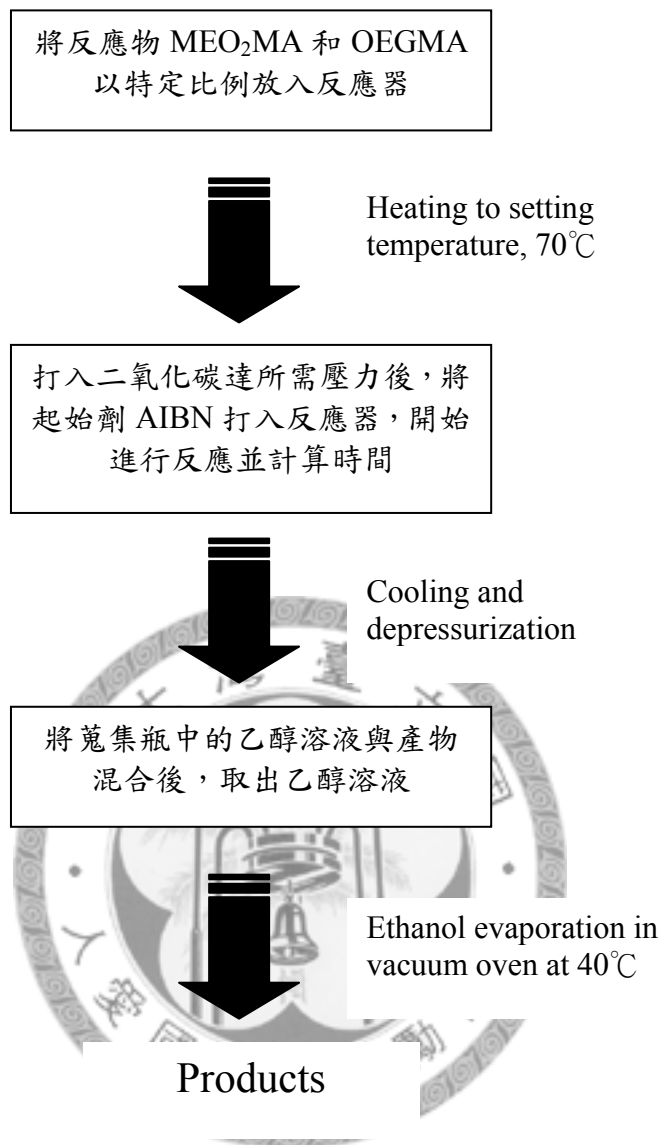 將反應物 MEO₂MA 和 OEGMA
以特定比例放入反應器
Heating to setting
temperature, 70℃
打入二氧化碳達所需壓力後，將
起始劑 AIBN 打入反應器，開始
進行反應並計算時間
Cooling and
depressurization
將蒐集瓶中的乙醇溶液與產物
混合後，取出乙醇溶液
Ethanol evaporation in
vacuum oven at 40℃
Products